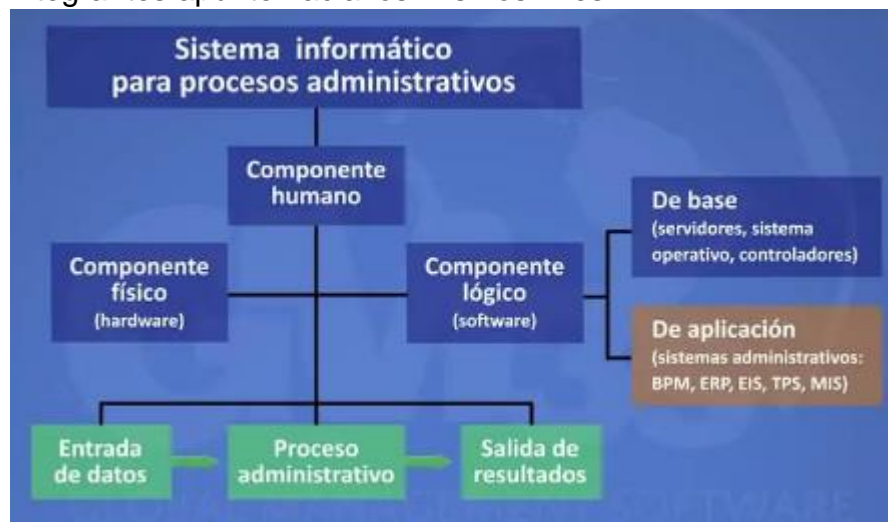 Sistema informático
para procesos administrativos
Componente
humano
Componente
físico
(hardware)
Componente
lógico
(software)
De base
(servidores, sistema
operativo, controladores)
De aplicación
(sistemas administrativos:
BPM, ERP, EIS, TPS, MIS)
Entrada
de datos
Proceso
administrativo
Salida de
resultados